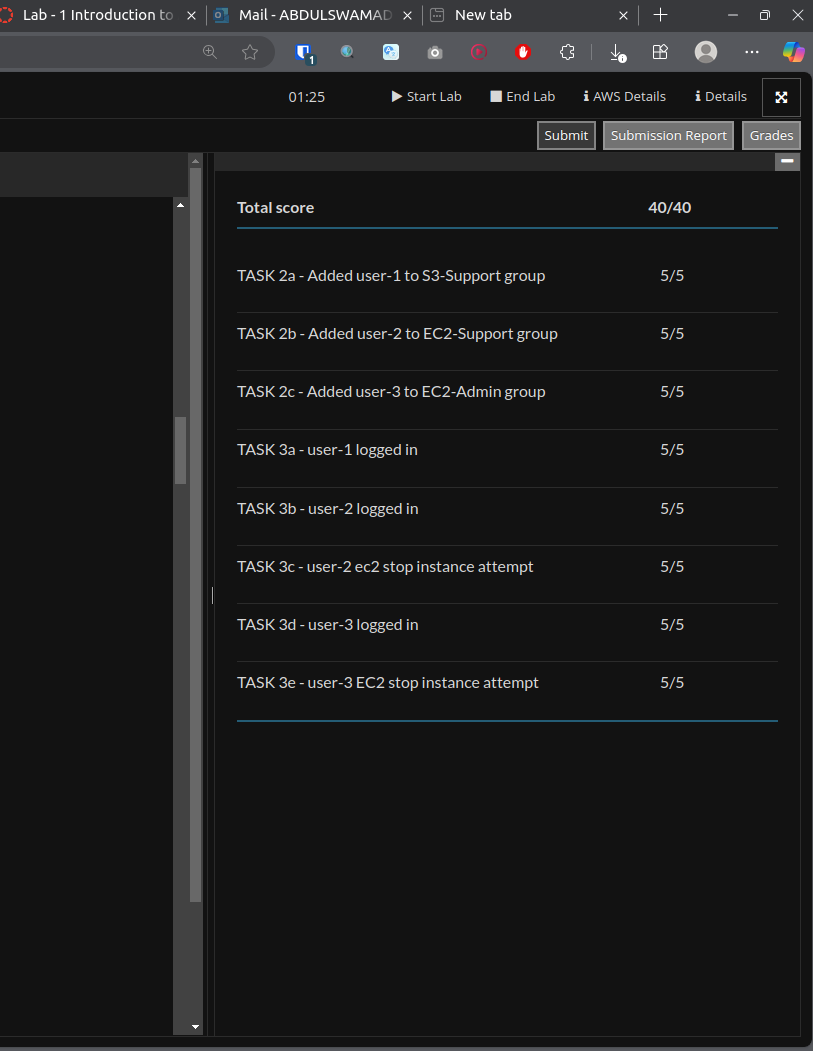 Lab - 1 Introduction to
Mail - ABDULSWAMAD
New tab
1
01:25
Start Lab
End Lab
AWS Details
Details
Submit
Submission Report
Grades
Total score 40/40
TASK 2a - Added user-1 to S3-Support group 5/5
TASK 2b - Added user-2 to EC2-Support group 5/5
TASK 2c - Added user-3 to EC2-Admin group 5/5
TASK 3a - user-1 logged in 5/5
TASK 3b - user-2 logged in 5/5
TASK 3c - user-2 ec2 stop instance attempt 5/5
TASK 3d - user-3 logged in 5/5
TASK 3e - user-3 EC2 stop instance attempt 5/5